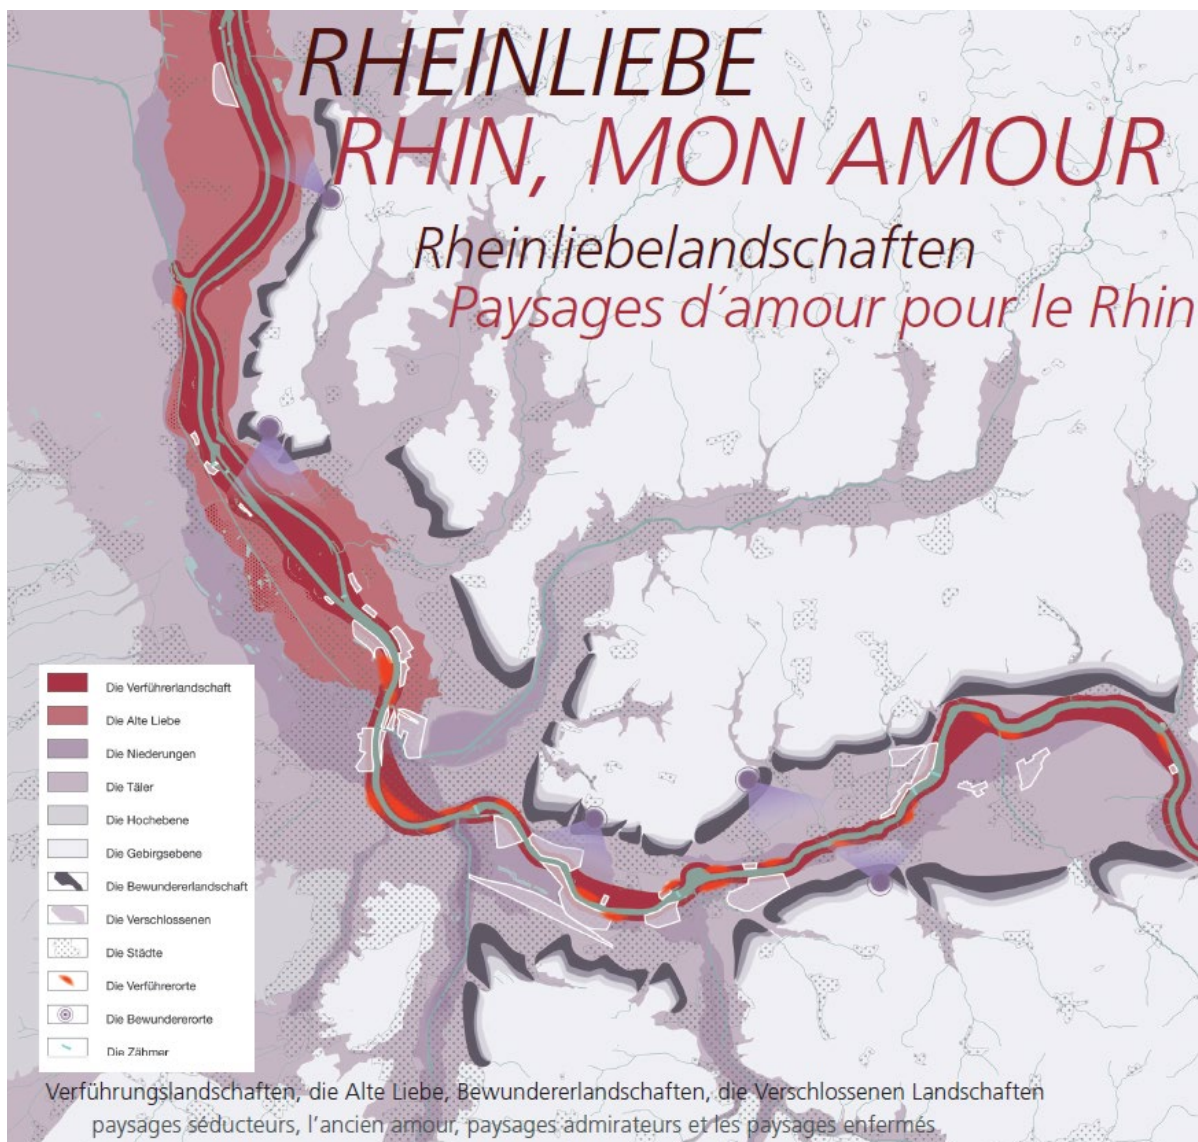 RHEINLIEBE
RHIN, MON AMOUR
Rheinliebelandschaften
Paysages d´amour pour le Rhin
Die Verführerlandschaft
Die Alte Liebe
Die Niederungen
Die Täler
Die Hochebene
Die Gebirgsebene
Die Bewundererlandschaft
Die Verschlossenen
Die Städte
Die Verführerorte
Die Bewundererorte
Die Zähmer
Verführungslandschaften, die Alte Liebe, Bewundererlandschaften, die Verschlossenen Landschaften
paysages séducteurs, l’ancien amour, paysages admirateurs et les paysages enfermés